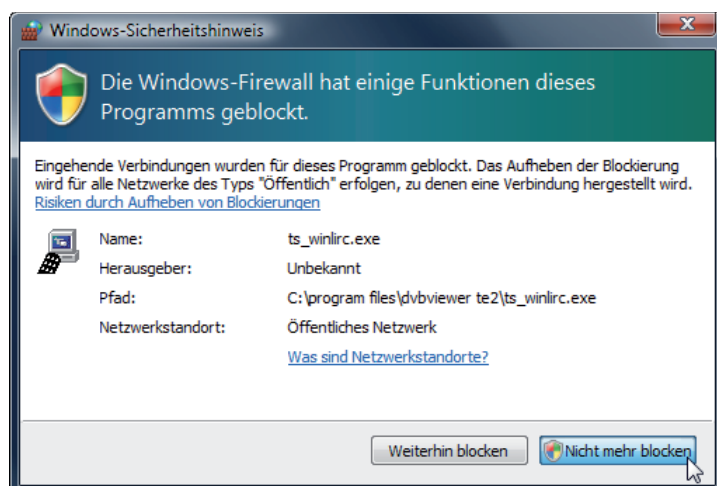 Windows-Sicherheitshinweis
Die Windows-Firewall hat einige Funktionen dieses
Programms geblockt.
Eingehende Verbindungen wurden für dieses Programm geblockt. Das Aufheben der Blockierung
wird für alle Netzwerke des Typs "Öffentlich" erfolgen, zu denen eine Verbindung hergestellt wird.
Risiken durch Aufheben von Blockierungen
Name: ts_winlirc.exe
Herausgeber: Unbekannt
Pfad: C:\program files\dvbviewer te2\ts_winlirc.exe
Netzwerkstandort: Öffentliches Netzwerk
Was sind Netzwerkstandorte?
Weiterhin blocken Nicht mehr blocken